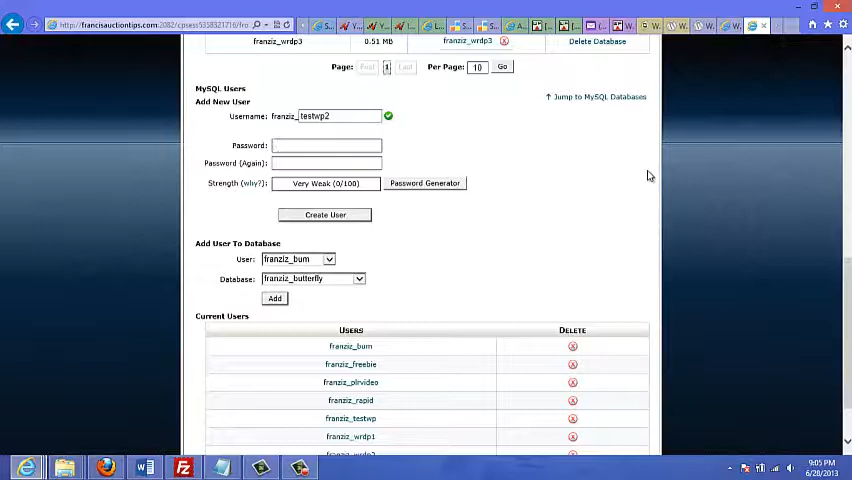 http://francisauctiontips.com:2082/cpsess5358321716/fro
franziz_wrdp3 0.51 MB franziz_wrdp3 Delete Database
Page: First 1 Last Per Page: 10 Go
MySQL Users
↑ Jump to MySQL Databases
Add New User
Username: franziz_ testwp2
Password:
Password (Again):
Strength (why?): Very Weak (0/100) Password Generator
Create User
Add User To Database
User: franziz_bum
Database: franziz_butterfly
Add
Current Users
USERS DELETE
franziz_bum
franziz_freebie
franziz_plrvideo
franziz_rapid
franziz_testwp
franziz_wrdp1
franziz_wrdp2
9:05 PM
6/28/2013